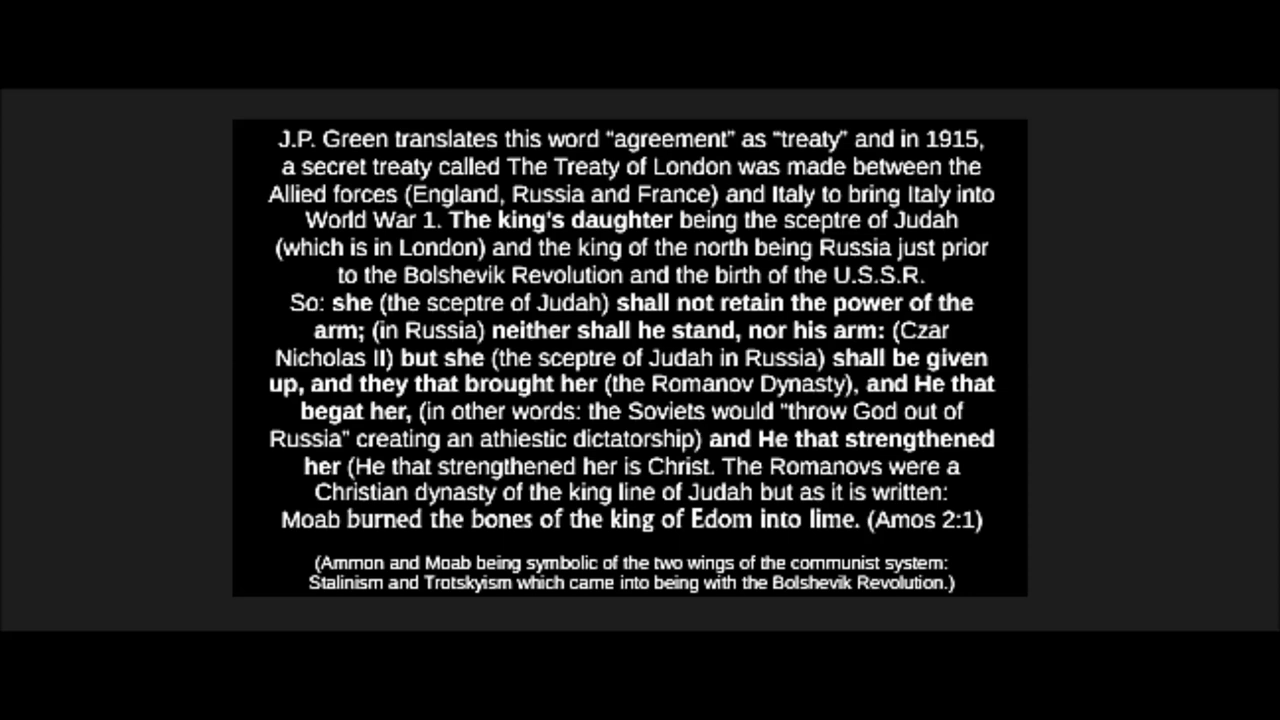 J.P. Green translates this word “agreement” as “treaty” and in 1915,
a secret treaty called The Treaty of London was made between the
Allied forces (England, Russia and France) and Italy to bring Italy into
World War 1. The king's daughter being the sceptre of Judah
(which is in London) and the king of the north being Russia just prior
to the Bolshevik Revolution and the birth of the U.S.S.R.
So: she (the sceptre of Judah) shall not retain the power of the
arm; (in Russia) neither shall he stand, nor his arm: (Czar
Nicholas II) but she (the sceptre of Judah in Russia) shall be given
up, and they that brought her (the Romanov Dynasty), and He that
begat her, (in other words: the Soviets would “throw God out of
Russia” creating an athiestic dictatorship) and He that strengthened
her (He that strengthened her is Christ. The Romanovs were a
Christian dynasty of the king line of Judah but as it is written:
Moab burned the bones of the king of Edom into lime. (Amos 2:1)
(Ammon and Moab being symbolic of the two wings of the communist system:
Stalinism and Trotskyism which came into being with the Bolshevik Revolution.)